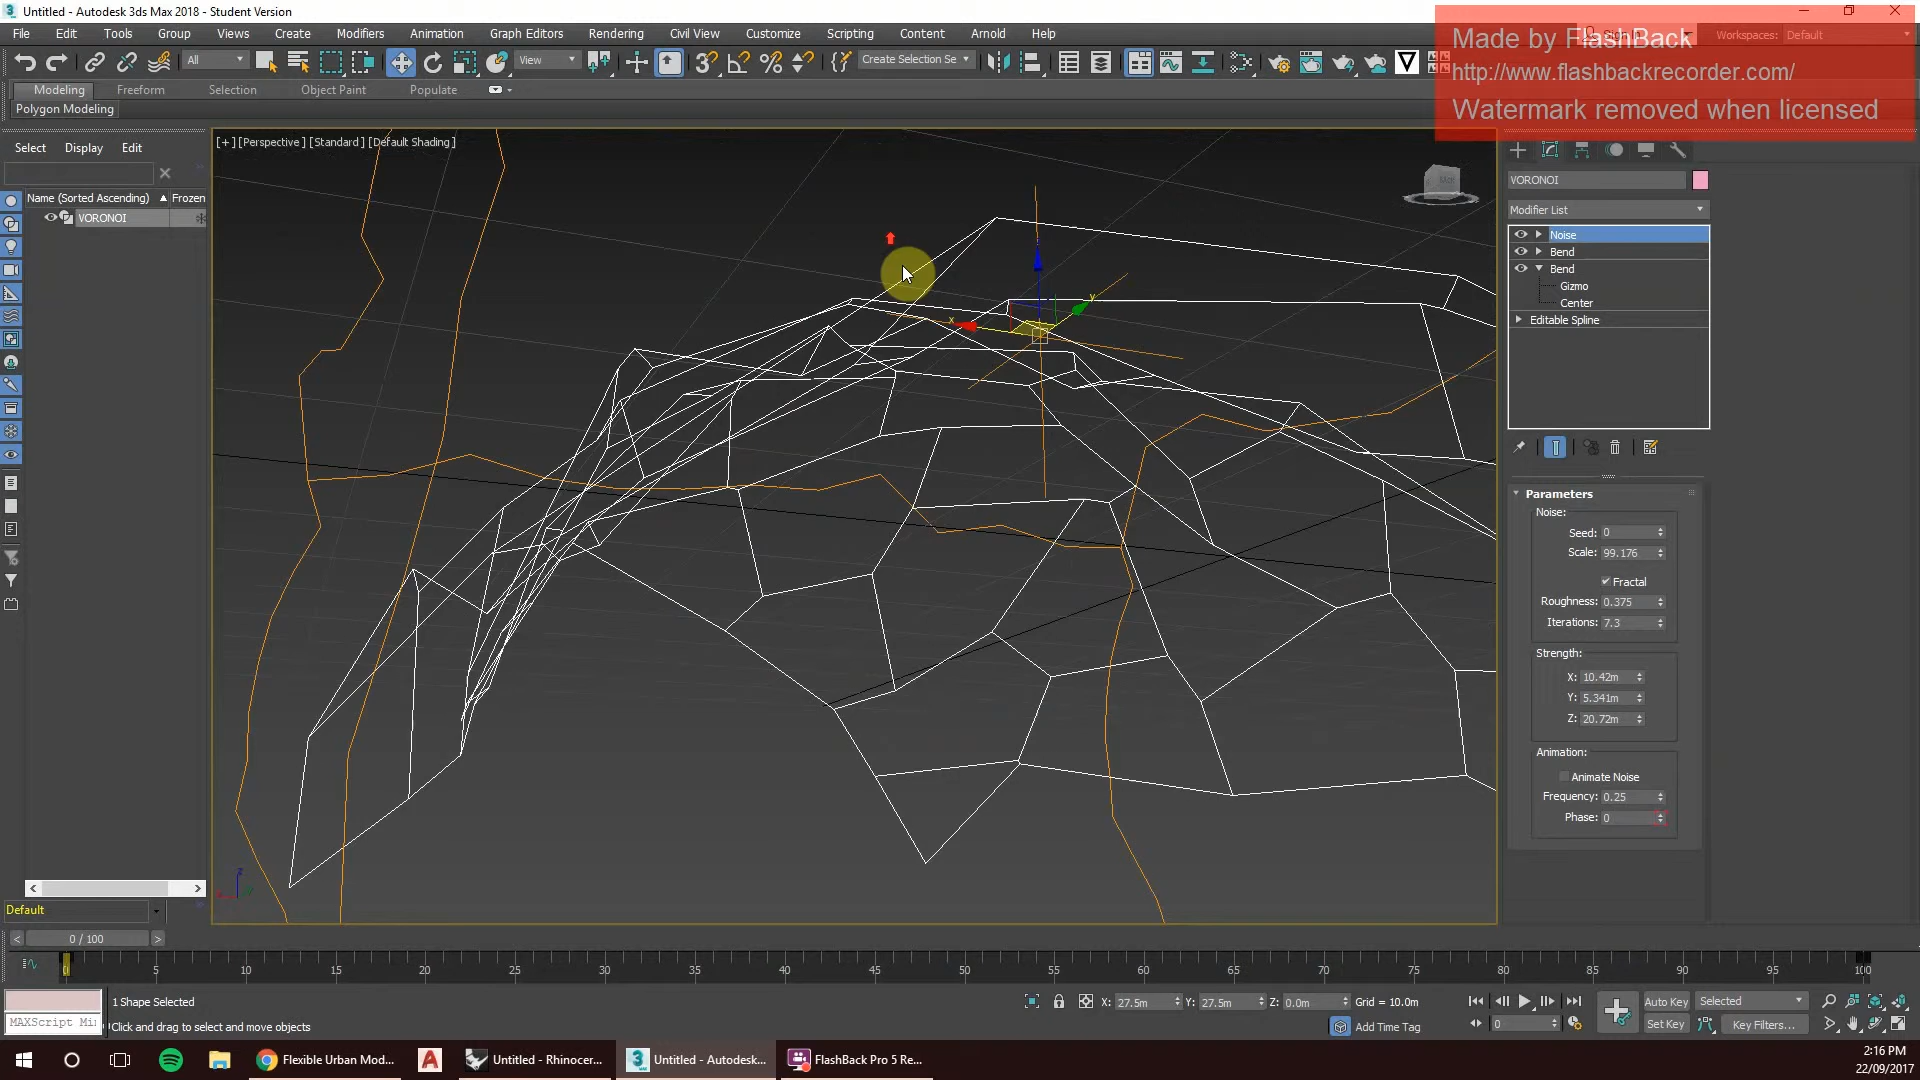 Untitled - Autodesk 3ds Max 2018 - Student Version
File Edit Tools Group Views Create Modifiers Animation Graph Editors Rendering Civil View Customize Scripting Content Arnold Help
Workspaces: Default
Made by FlashBack
http://www.flashbackrecorder.com/
Watermark removed when licensed
All View Create Selection Se
Modeling Freeform Selection Object Paint Populate
Polygon Modeling
Select Display Edit
[+] [Perspective] [Standard] [Default Shading]
Name (Sorted Ascending) Frozen
VORONOI
x y z
VORONOI
Modifier List
Noise
Bend
Bend
Gizmo
Center
Editable Spline
Parameters
Noise:
Seed: 0
Scale: 99.176
Fractal
Roughness: 0.375
Iterations: 7.3
Strength:
X: 10.42m
Y: 5.341m
Z: 20.72m
Animation:
Animate Noise
Frequency: 0.25
Phase: 0
Default
0 / 100
0 5 10 15 20 25 30 35 40 45 50 55 60 65 70 75 80 85 90 95 100
1 Shape Selected
X: 27.5m Y: 27.5m Z: 0.0m Grid = 10.0m
Auto Key Selected
MAXScript Mi
Click and drag to select and move objects
Add Time Tag
0
Set Key Key Filters...
Flexible Urban Mod...
Untitled - Rhinocer...
Untitled - Autodesk...
FlashBack Pro 5 Re...
2:16 PM
22/09/2017